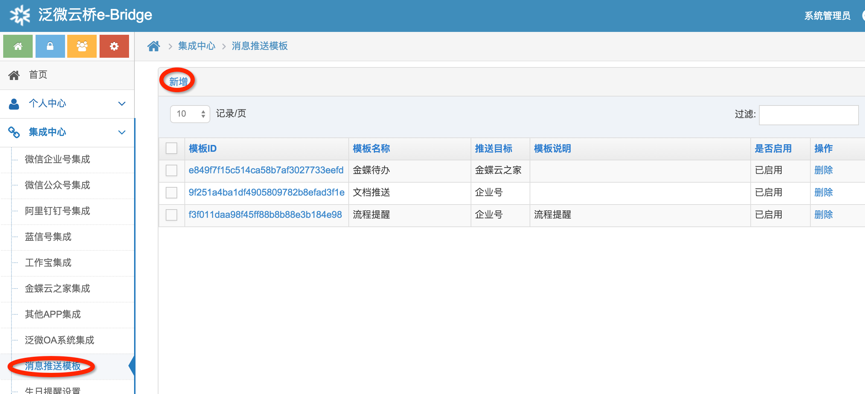 泛微云桥e-Bridge
系统管理员
集成中心 消息推送模板
首页
个人中心
集成中心
微信企业号集成
微信公众号集成
阿里钉钉号集成
蓝信号集成
工作宝集成
金蝶云之家集成
其他APP集成
泛微OA系统集成
消息推送模板
生日提醒设置
新增
10 记录/页
过滤:
模板ID 模板名称 推送目标 模板说明 是否启用 操作
e849f7f15c514ca58b7af3027733eefd 金蝶待办 金蝶云之家 已启用 删除
9f251a4ba1df4905809782b8efad3f1e 文档推送 企业号 已启用 删除
f3f011daa98f45ff88b8b88e3b184e98 流程提醒 企业号 流程提醒 已启用 删除